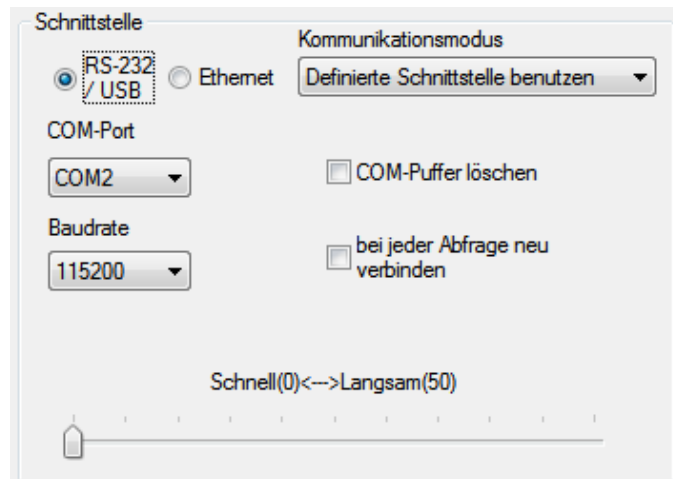 Schnittstelle
Kommunikationsmodus
RS-232
/ USB
Ethernet
Definierte Schnittstelle benutzen
COM-Port
COM2
COM-Puffer löschen
Baudrate
115200
bei jeder Abfrage neu
verbinden
Schnell(0)<--->Langsam(50)